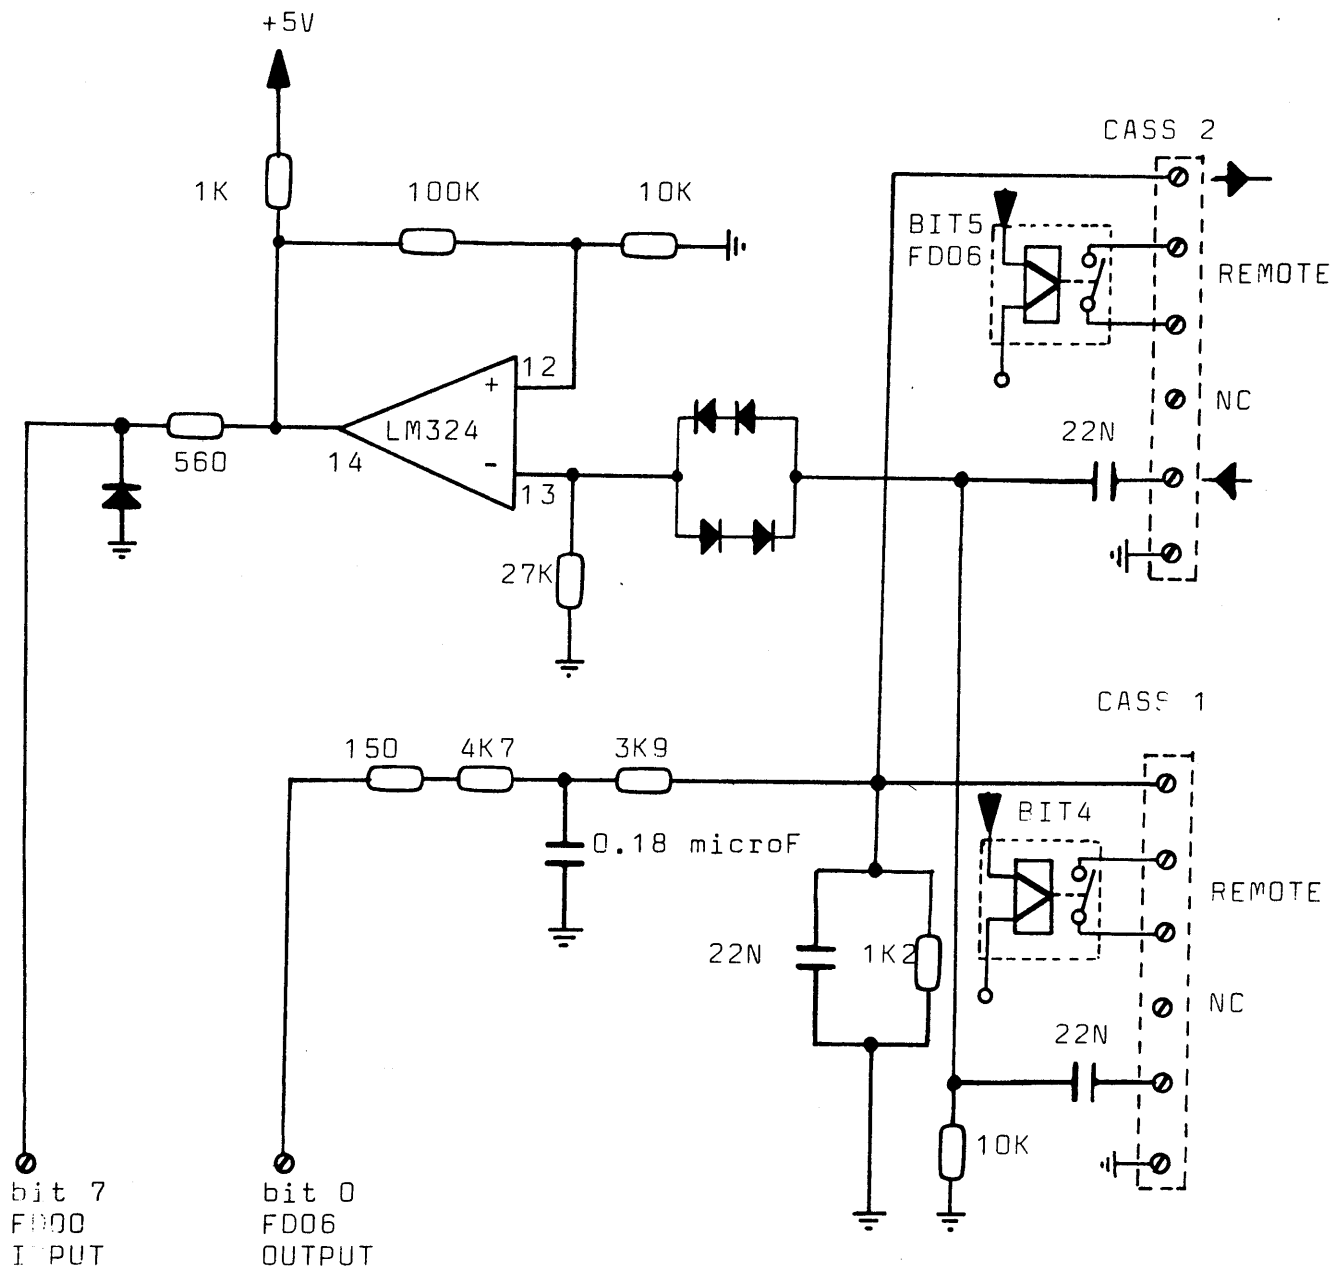 +5V
CASS 2
1K
100K
10K
BIT5
FD06
REMOTE
12
+
LM324
560
14
-
13
NC
22N
27K
CASS 1
150
4K7
3K9
BIT4
0.18 microF
REMOTE
22N
1K2
NC
22N
10K
bit 7
bit 0
FD06
OUTPUT